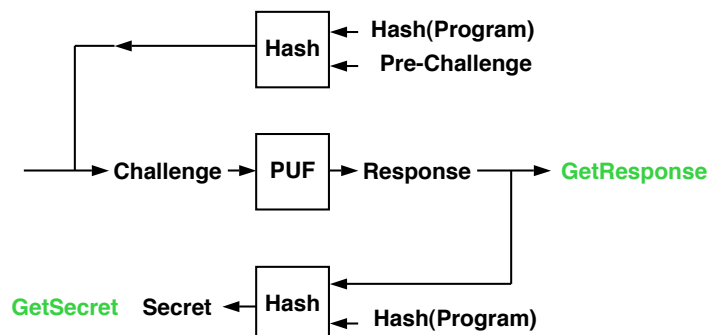 Hash(Program)
Hash
Pre-Challenge
Challenge PUF Response GetResponse
GetSecret Secret Hash
Hash(Program)